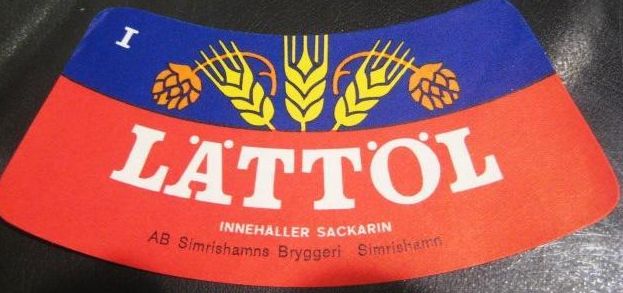 I
LÄTTÖL
INNEHÅLLER SACKARIN
AB Simrishamns Bryggeri Simrishamn